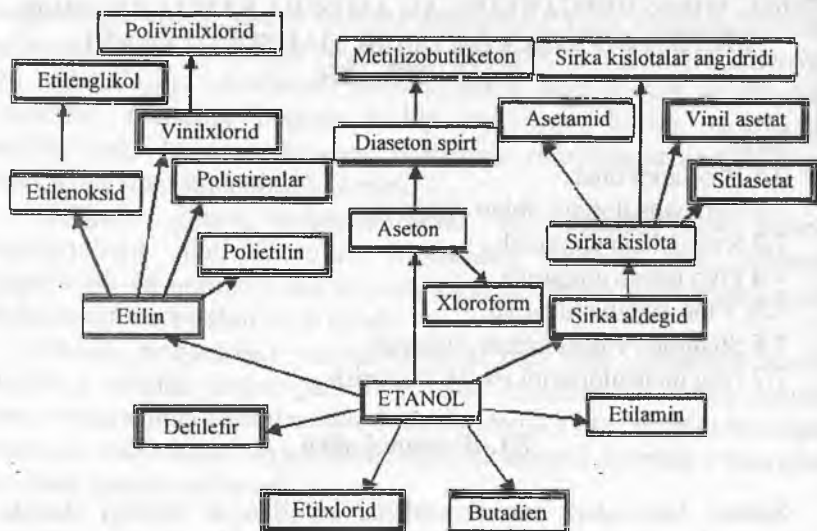 Polivinilxlorid
Metilizobutilketon
Sirka kislotalar angidridi
Etilenglikol
Vinilxlorid
Asetamid
Vinil asetat
Diaseton spirt
Etilenoksid
Polistirenlar
Stilasetat
Aseton
Sirka kislota
Polietilin
Xloroform
Etilin
Sirka aldegid
ETANOL
Etilamin
Detilefir
Etilxlorid
Butadien